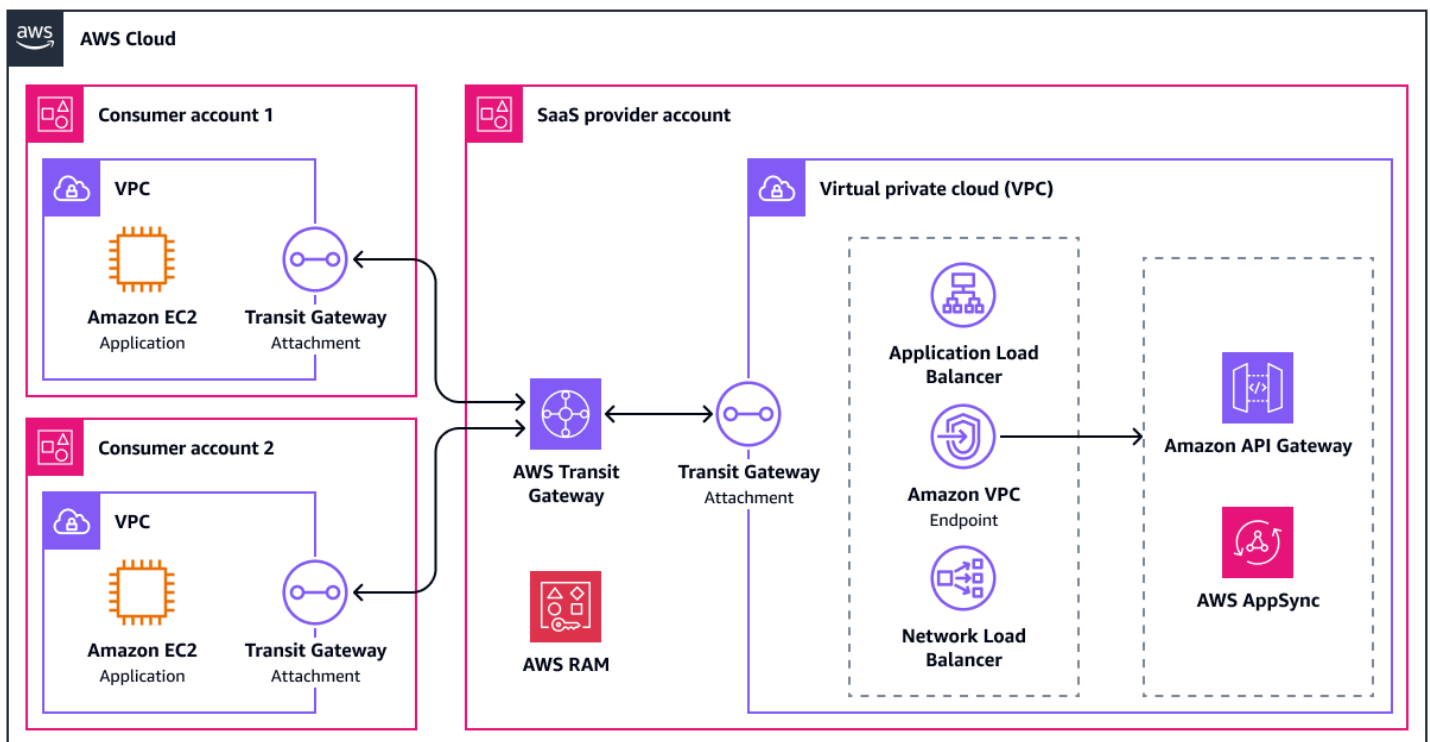 aws
AWS Cloud
Consumer account 1
VPC
Amazon EC2
Application
Transit Gateway
Attachment
Consumer account 2
VPC
Amazon EC2
Application
Transit Gateway
Attachment
SaaS provider account
AWS Transit
Gateway
AWS RAM
Virtual private cloud (VPC)
Transit Gateway
Attachment
Application Load
Balancer
Amazon VPC
Endpoint
Network Load
Balancer
Amazon API Gateway
AWS AppSync